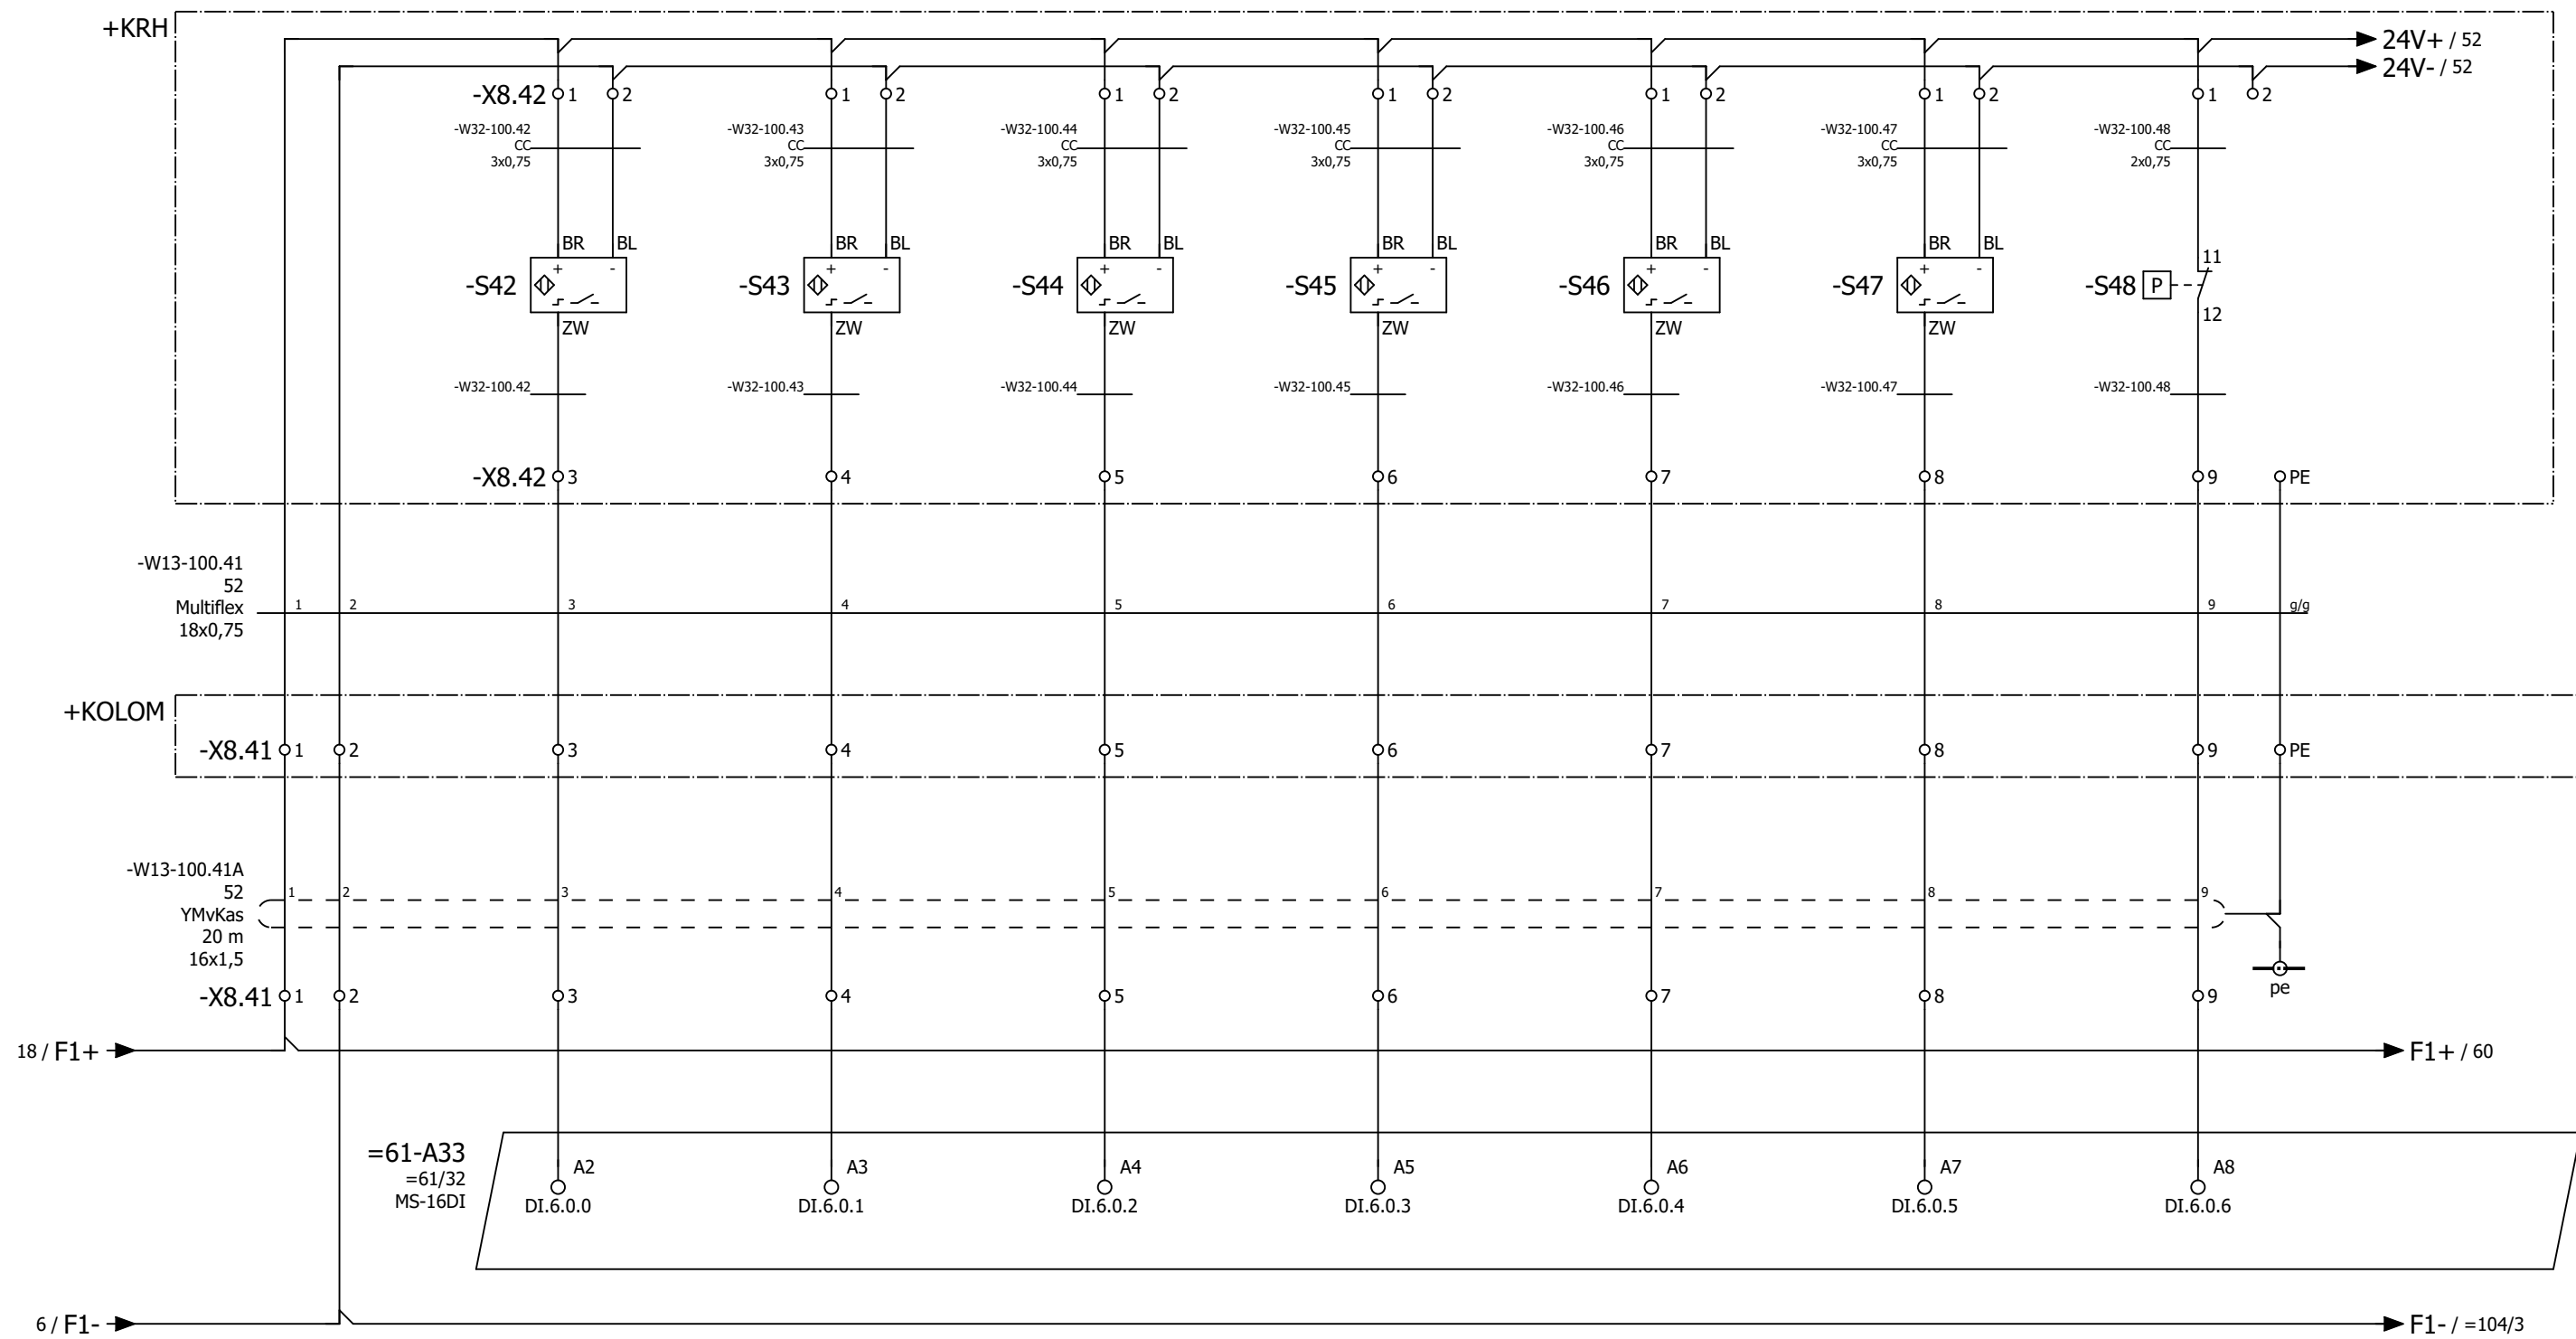 +KRH
24V+ / 52
24V- / 52
-X8.42 1 2 1 2 1 2 1 2 1 2 1 2 1 2
-W32-100.42 -W32-100.43 -W32-100.44 -W32-100.45 -W32-100.46 -W32-100.47 -W32-100.48
CC CC CC CC CC CC CC
3x0,75 3x0,75 3x0,75 3x0,75 3x0,75 3x0,75 2x0,75
BR BL BR BL BR BL BR BL BR BL BR BL
11
+ - + - + - + - + - + -
-S42 -S43 -S44 -S45 -S46 -S47 -S48 P
12
ZW ZW ZW ZW ZW ZW
-W32-100.42 -W32-100.43 -W32-100.44 -W32-100.45 -W32-100.46 -W32-100.47 -W32-100.48
-X8.42 3 4 5 6 7 8 9 PE
-W13-100.41
52
Multiflex
18x0,75
1 2 3 4 5 6 7 8 9 g/g
+KOLOM
-X8.41 1 2 3 4 5 6 7 8 9 PE
-W13-100.41A
52
YMvKas
20 m
16x1,5
1 2 3 4 5 6 7 8 9
pe
-X8.41 1 2 3 4 5 6 7 8 9
18 / F1+ F1+ / 60
=61-A33
=61/32
MS-16DI
A2 A3 A4 A5 A6 A7 A8
DI.6.0.0 DI.6.0.1 DI.6.0.2 DI.6.0.3 DI.6.0.4 DI.6.0.5 DI.6.0.6
6 / F1- F1- / =104/3